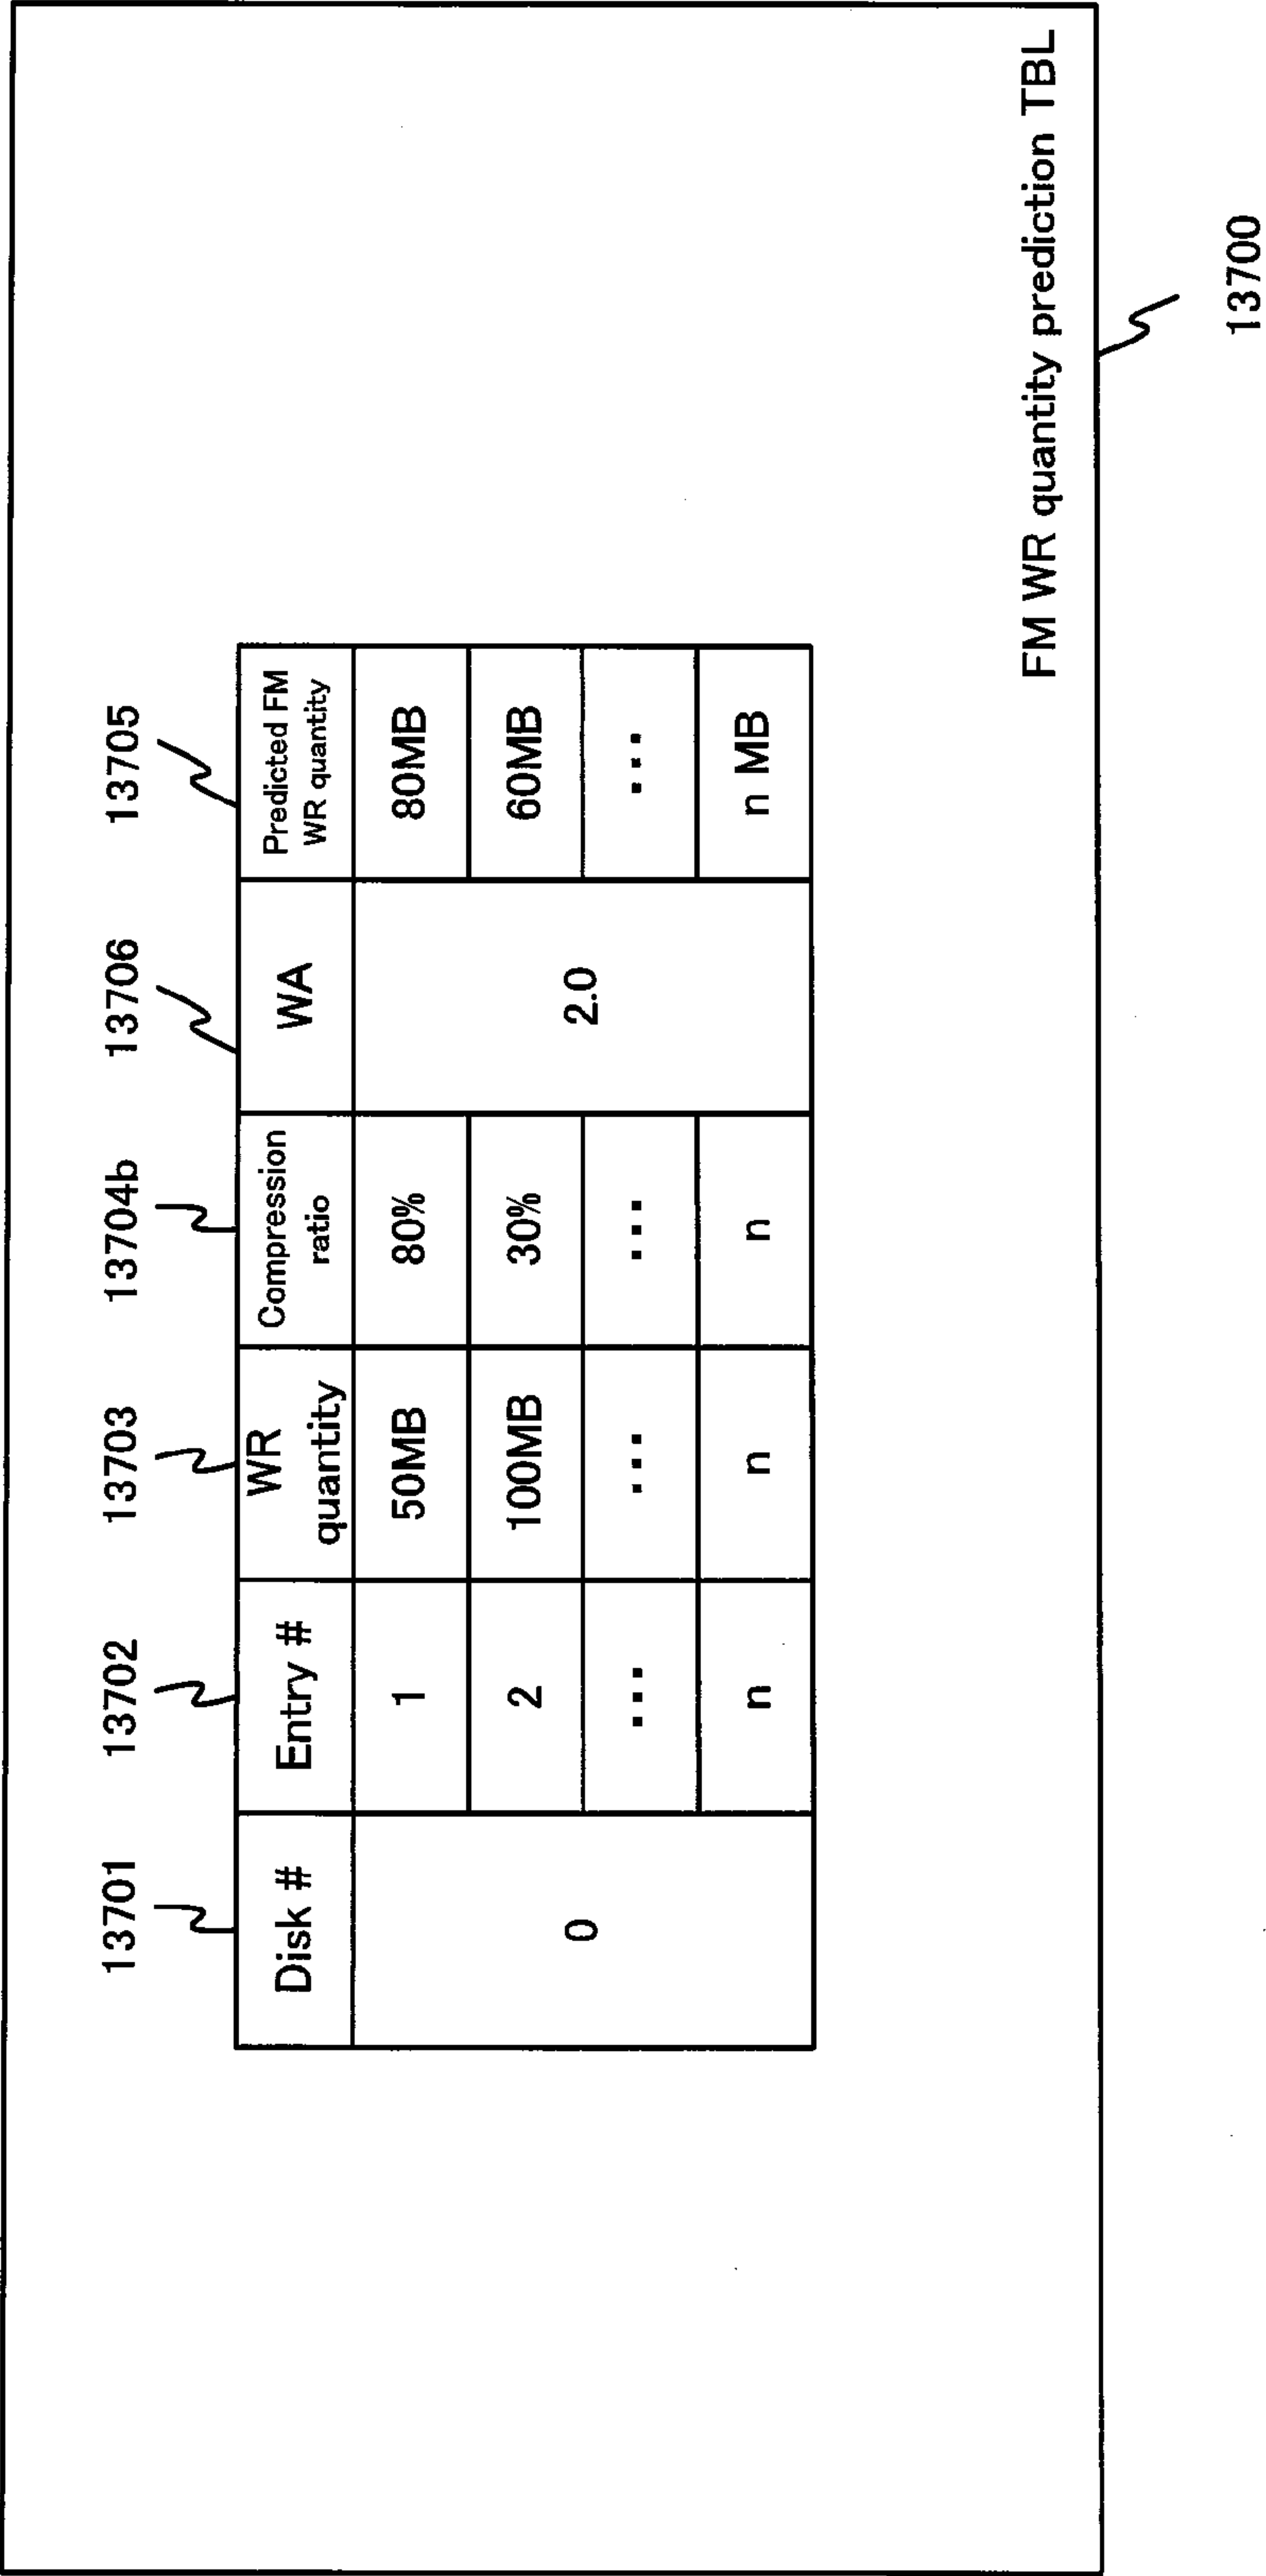 13701
13702
13703
13704b
13706
13705
Disk #
Entry #
WR
quantity
Compression
ratio
WA
Predicted FM
WR quantity
0
1
50MB
80%
2.0
80MB
2
100MB
30%
60MB
...
...
...
...
n
n
n
n MB
FM WR quantity prediction TBL
13700